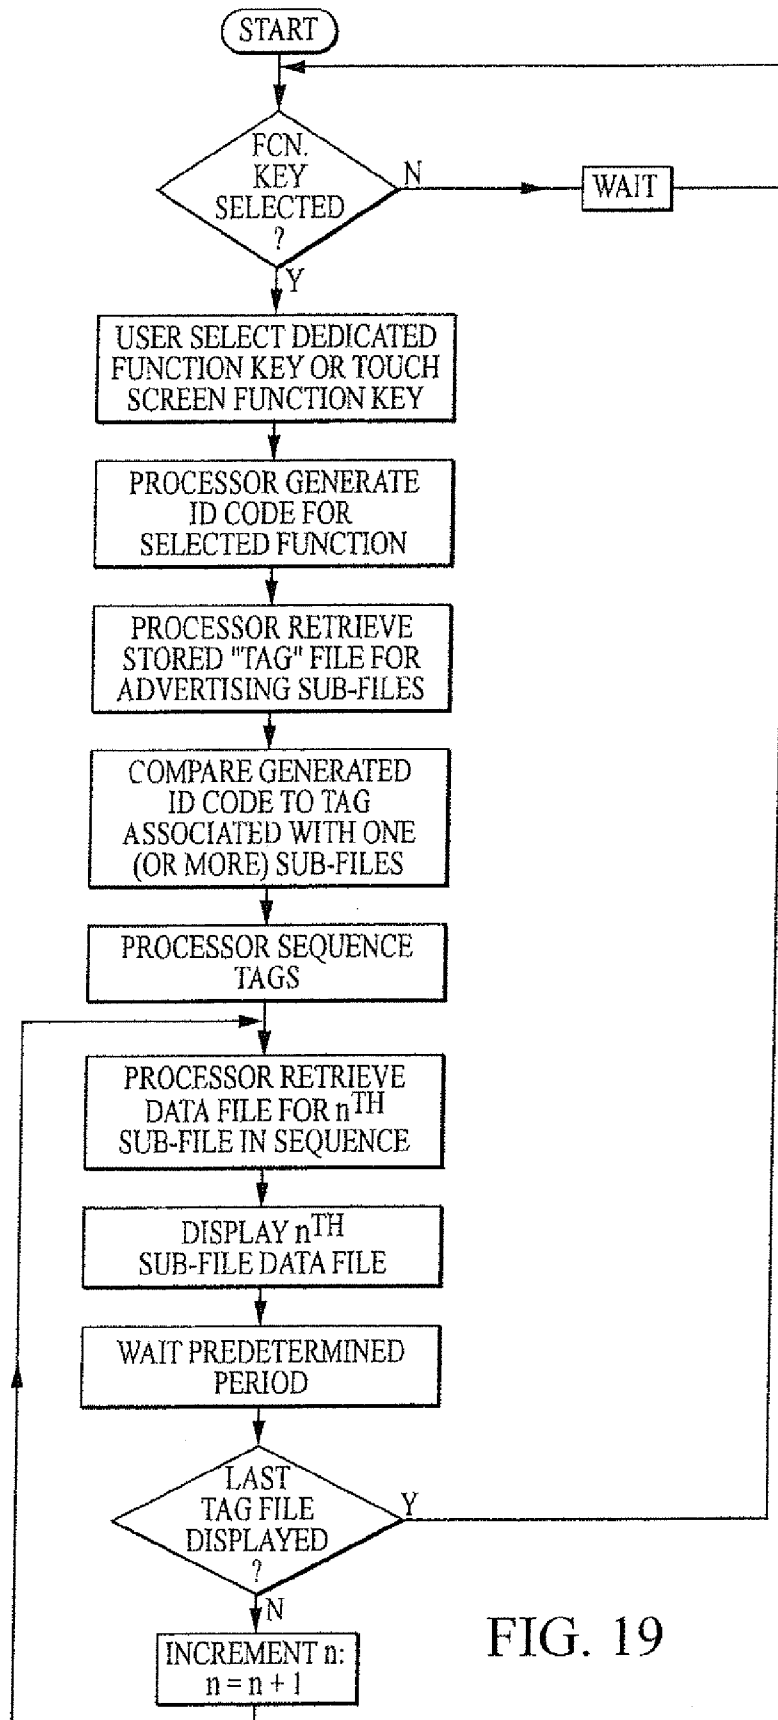 START
FCN.
KEY
SELECTED
?
N
WAIT
Y
USER SELECT DEDICATED
FUNCTION KEY OR TOUCH
SCREEN FUNCTION KEY
PROCESSOR GENERATE
ID CODE FOR
SELECTED FUNCTION
PROCESSOR RETRIEVE
STORED "TAG" FILE FOR
ADVERTISING SUB-FILES
COMPARE GENERATED
ID CODE TO TAG
ASSOCIATED WITH ONE
(OR MORE) SUB-FILES
PROCESSOR SEQUENCE
TAGS
PROCESSOR RETRIEVE
DATA FILE FOR nTH
SUB-FILE IN SEQUENCE
DISPLAY nTH
SUB-FILE DATA FILE
WAIT PREDETERMINED
PERIOD
LAST
TAG FILE
DISPLAYED
?
Y
N
INCREMENT n:
n = n + 1
FIG. 19